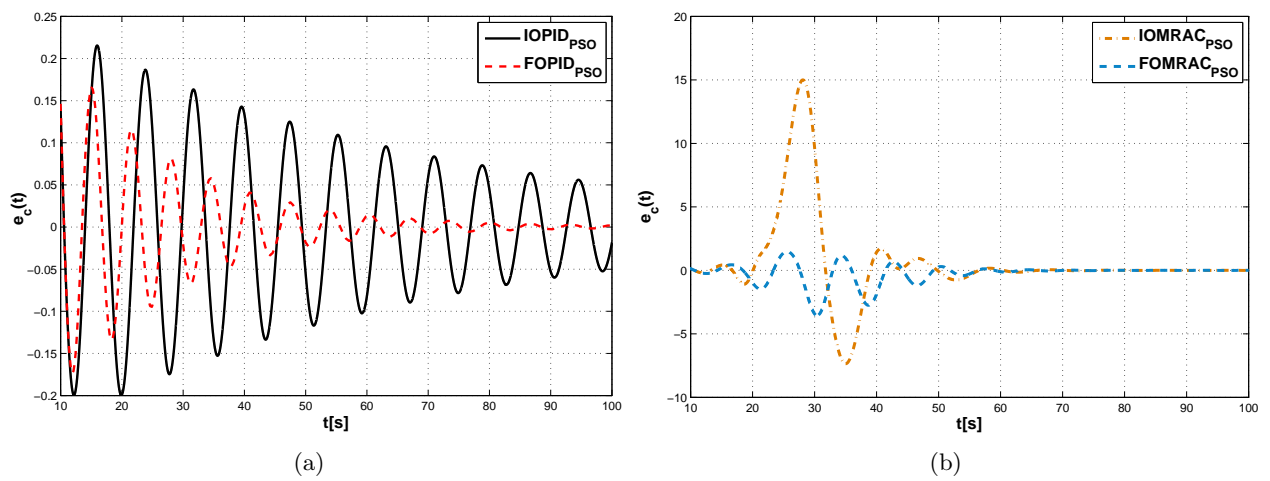 0.25
0.2
0.15
0.1
0.05
0
−0.05
−0.1
−0.15
−0.2
10 20 30 40 50 60 70 80 90 100
e_c(t)
t[s]
IOPID_PSO
FOPID_PSO
(a)
20
15
10
5
0
−5
−10
10 20 30 40 50 60 70 80 90 100
e_c(t)
t[s]
IOMRAC_PSO
FOMRAC_PSO
(b)